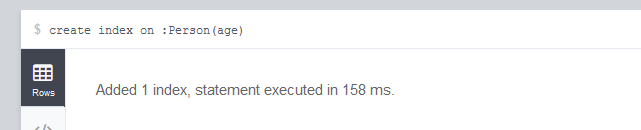 $ create index on :Person(age)
Added 1 index, statement executed in 158 ms.
Rows